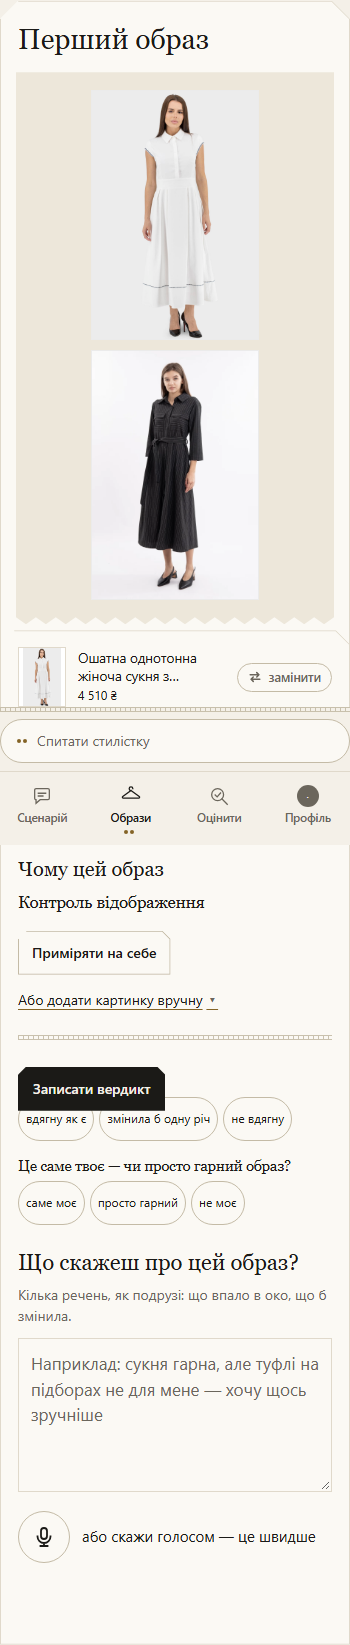 Перший образ
Ошатна однотонна
жіноча сукня з...
4 510 ₴
замінити
Спитати стилістку
Сценарій
Образи
Оцінити
Профіль
Чому цей образ
Контроль відображення
Приміряти на себе
Або додати картинку вручну
Записати вердикт
вдягну як є
змінила б одну річ
не вдягну
Це саме твоє — чи просто гарний образ?
саме моє
просто гарний
не моє
Що скажеш про цей образ?
Кілька речень, як подрузі: що впало в око, що б
змінила.
Наприклад: сукня гарна, але туфлі на
підборах не для мене — хочу щось
зручніше
або скажи голосом — це швидше